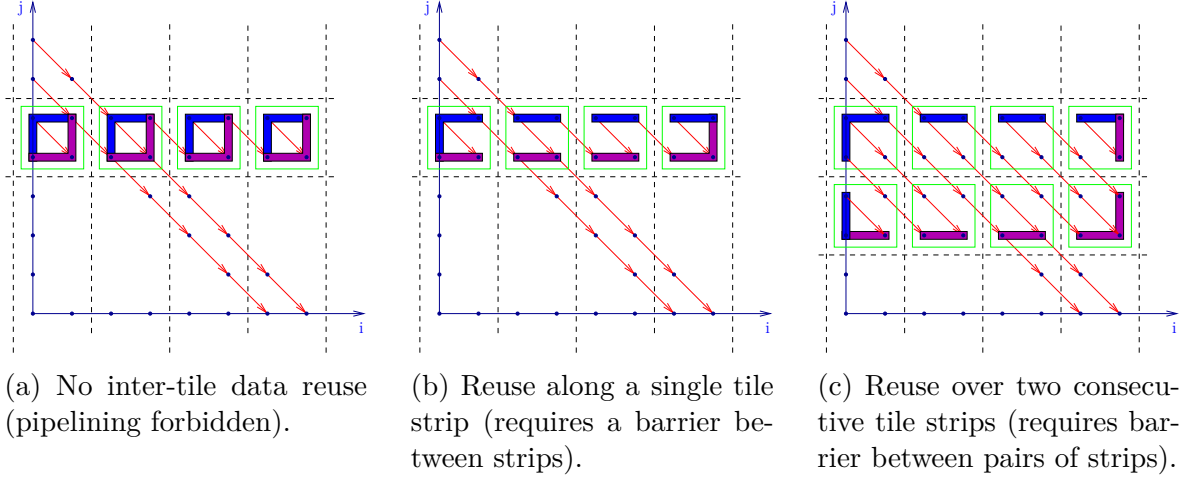 j
j
j
i
i
i
(a) No inter-tile data reuse
(pipelining forbidden).
(b) Reuse along a single tile
strip (requires a barrier be-
tween strips).
(c) Reuse over two consecu-
tive tile strips (requires bar-
rier between pairs of strips).